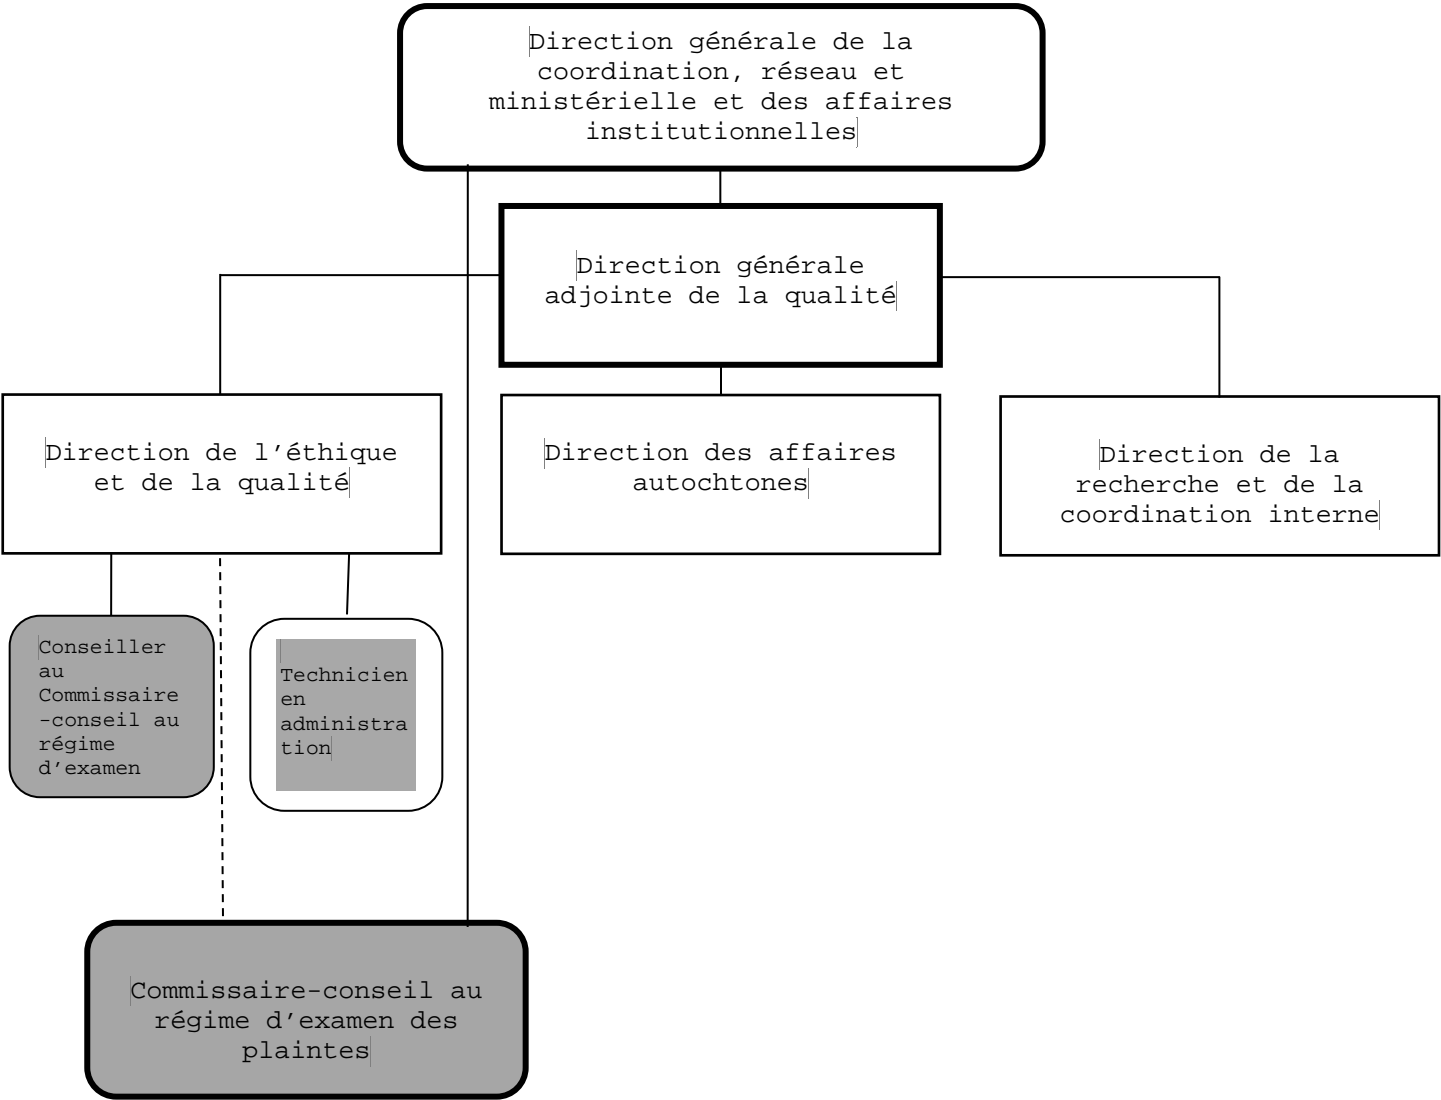 Direction générale de la
coordination, réseau et
ministérielle et des affaires
institutionnelles
Direction générale
adjointe de la qualité
Direction de l’éthique
et de la qualité
Direction des affaires
autochtones
Direction de la
recherche et de la
coordination interne
Conseiller
au
Commissaire
-conseil au
régime
d’examen
Technicien
en
administra
tion
Commissaire-conseil au
régime d’examen des
plaintes